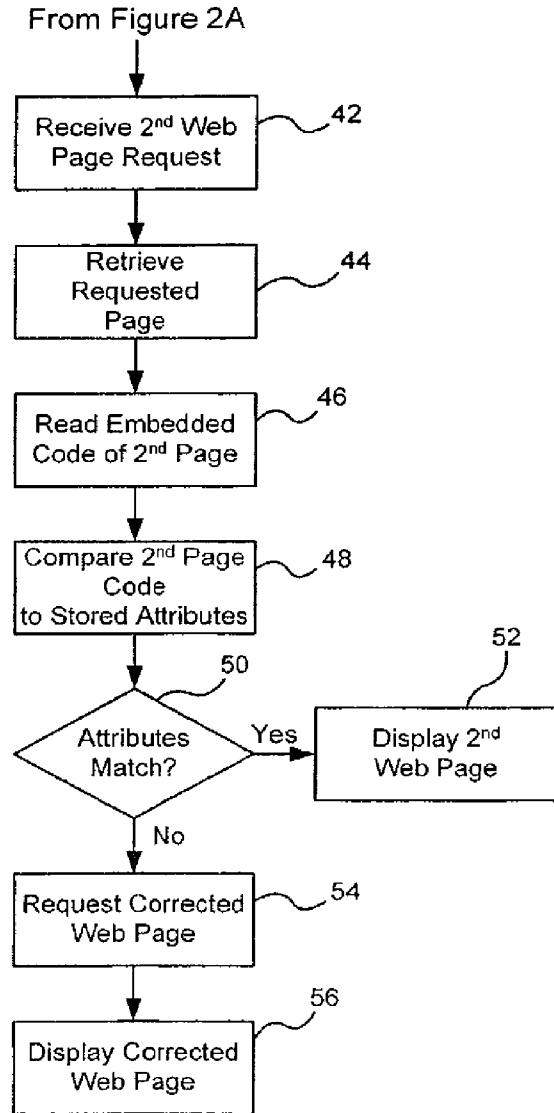 From Figure 2A
Receive 2nd Web
Page Request
42
Retrieve
Requested
Page
44
Read Embedded
Code of 2nd Page
46
Compare 2nd Page
Code
to Stored Attributes
48
50
Attributes
Match?
Yes
52
Display 2nd
Web Page
No
Request Corrected
Web Page
54
Display Corrected
Web Page
56